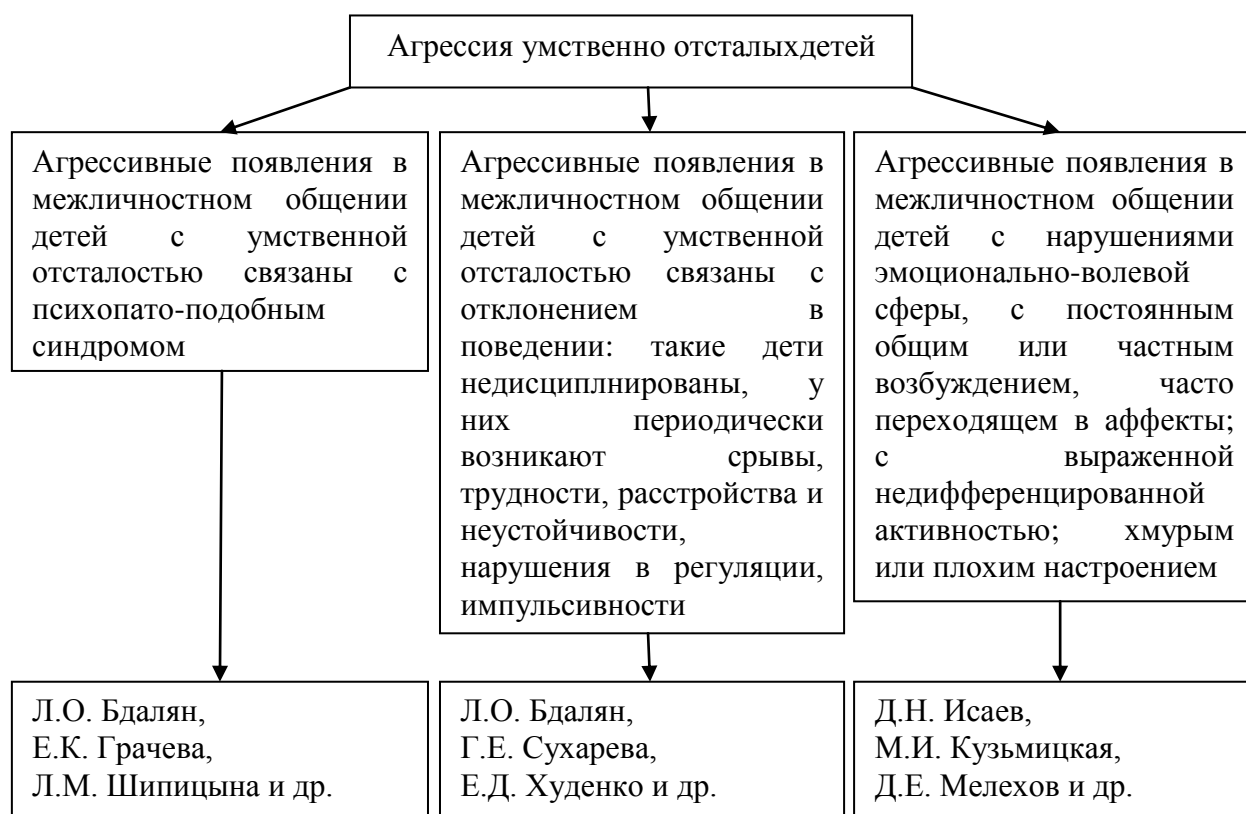 Агрессия умственно отсталыхдетей
Агрессивные появления в
межличностном общении
детей с умственной
отсталостью связаны с
психопато-подобным
синдромом
Агрессивные появления в
межличностном общении
детей с умственной
отсталостью связаны с
отклонением в
поведении: такие дети
недисциплнированы, у
них периодически
возникают срывы,
трудности, расстройства и
неустойчивости,
нарушения в регуляции,
импульсивности
Агрессивные появления в
межличностном общении
детей с нарушениями
эмоционально-волевой
сферы, с постоянным
общим или частным
возбуждением, часто
переходящем в аффекты;
с выраженной
недифференцированной
активностью; хмурым
или плохим настроением
Л.О. Бдалян,
Е.К. Грачева,
Л.М. Шипицына и др.
Л.О. Бдалян,
Г.Е. Сухарева,
Е.Д. Худенко и др.
Д.Н. Исаев,
М.И. Кузьмицкая,
Д.Е. Мелехов и др.